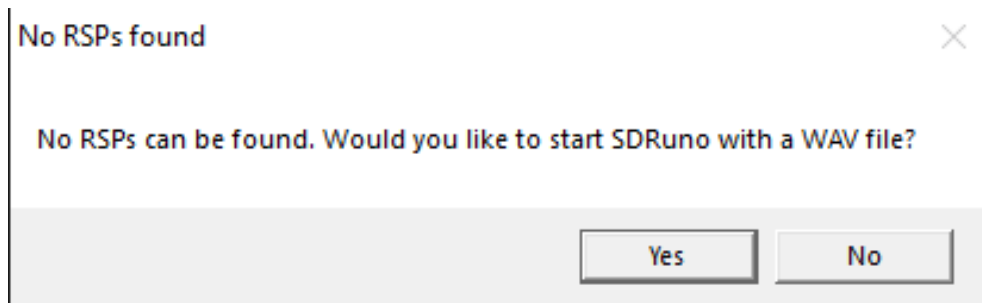 No RSPs found
No RSPs can be found. Would you like to start SDRuno with a WAV file?
Yes
No